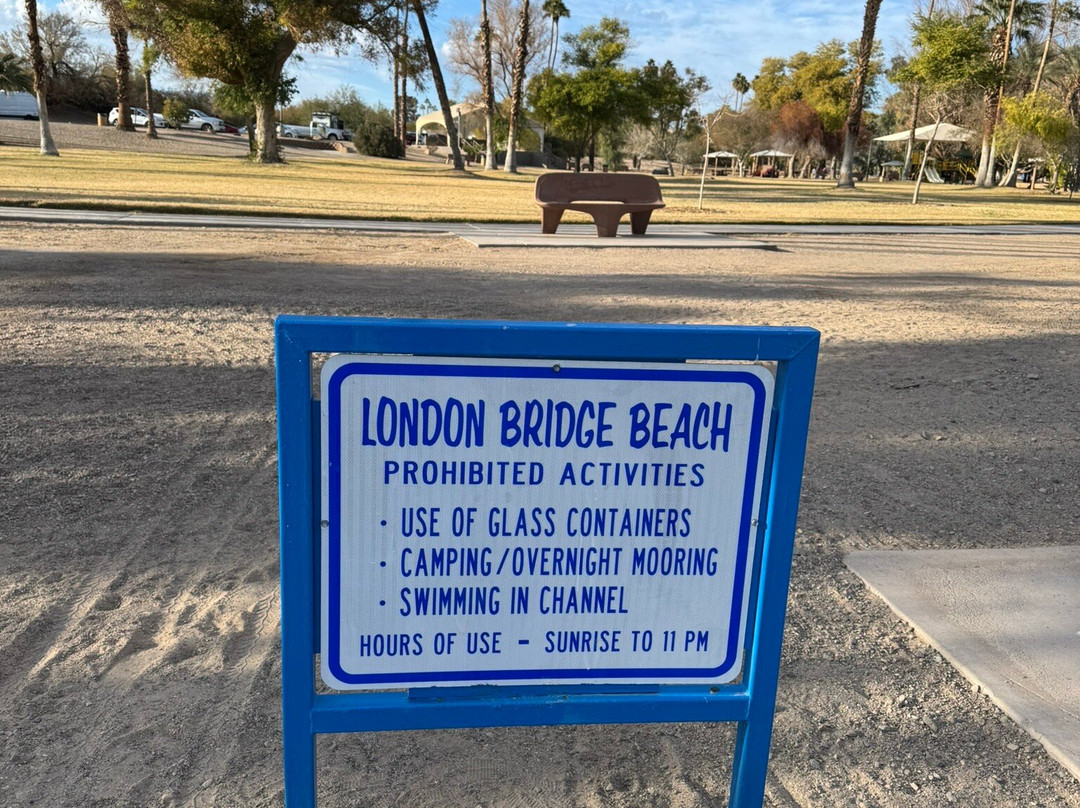 LONDON BRIDGE BEACH
PROHIBITED ACTIVITIES
• USE OF GLASS CONTAINERS
• CAMPING/OVERNIGHT MOORING
• SWIMMING IN CHANNEL
HOURS OF USE - SUNRISE TO 11 PM